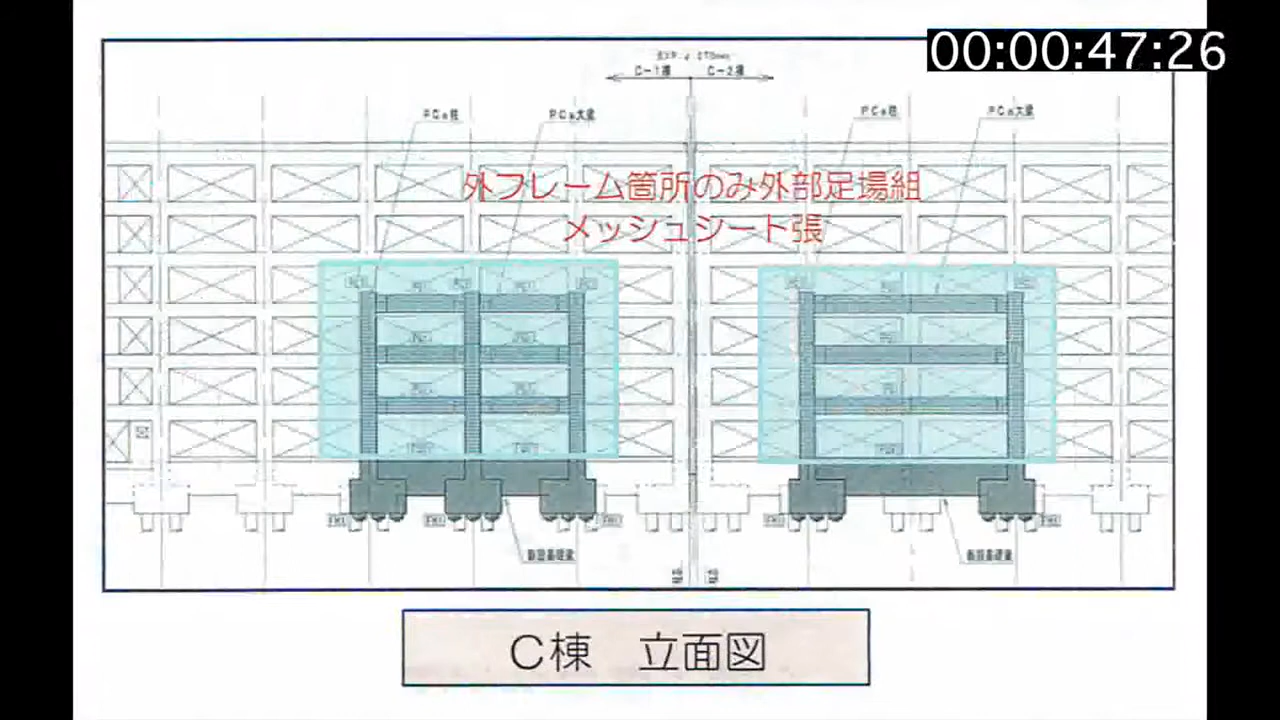 00:00:47:26
C-1棟 C-2棟
PCa柱 PCa大梁 PCa柱 PCa大梁
外フレーム箇所のみ外部足場組
メッシュシート張
新設基礎梁 新設基礎梁
C棟 立面図